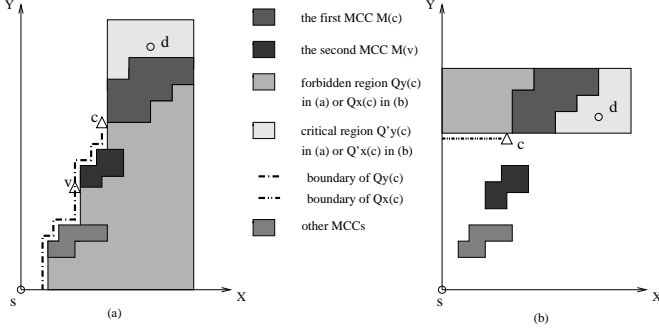 Y
d
c
v
s
X
(a)
the first MCC M(c)
the second MCC M(v)
forbidden region Qy(c)
in (a) or Qx(c) in (b)
critical region Q'y(c)
in (a) or Q'x(c) in (b)
boundary of Qy(c)
boundary of Qx(c)
other MCCs
Y
d
c
s
X
(b)